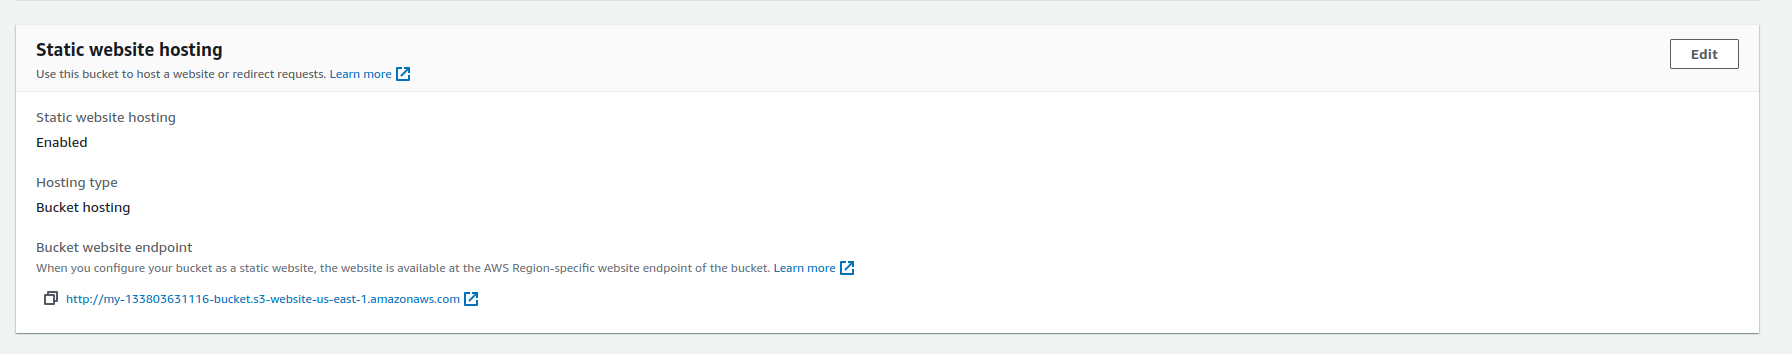 Static website hosting
Edit
Use this bucket to host a website or redirect requests. Learn more
Static website hosting
Enabled
Hosting type
Bucket hosting
Bucket website endpoint
When you configure your bucket as a static website, the website is available at the AWS Region-specific website endpoint of the bucket. Learn more
http://my-133803631116-bucket.s3-website-us-east-1.amazonaws.com